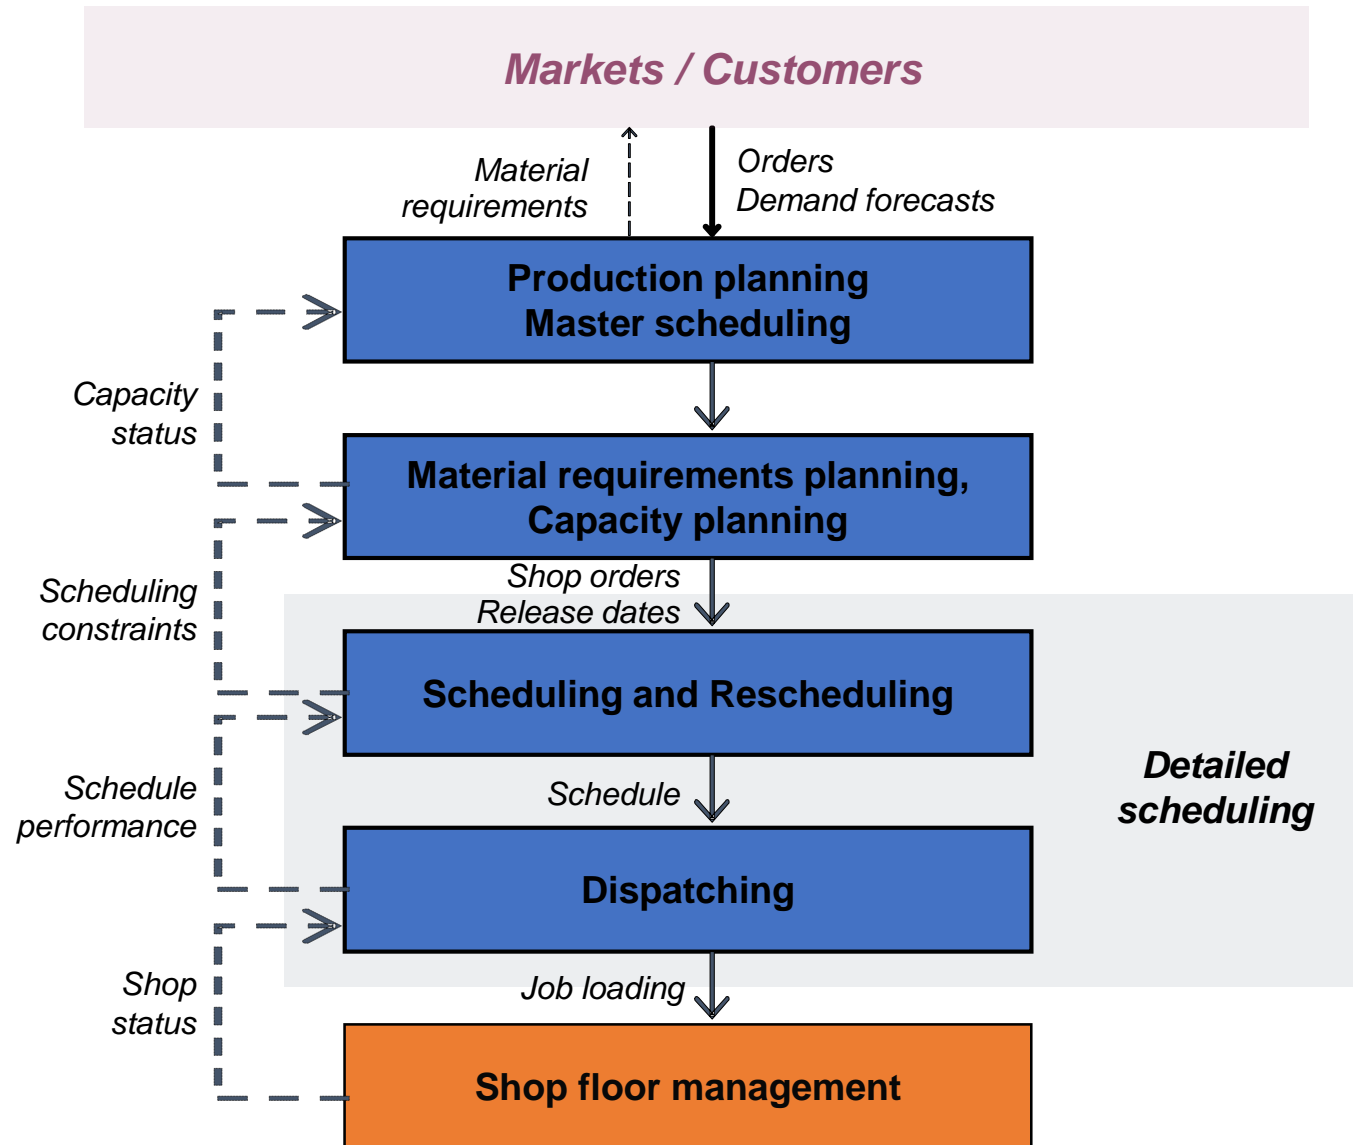 Markets / Customers
Material
requirements
Orders
Demand forecasts
Production planning
Master scheduling
Capacity
status
Material requirements planning,
Capacity planning
Shop orders
Release dates
Scheduling
constraints
Scheduling and Rescheduling
Detailed
scheduling
Schedule
Schedule
performance
Dispatching
Job loading
Shop
status
Shop floor management